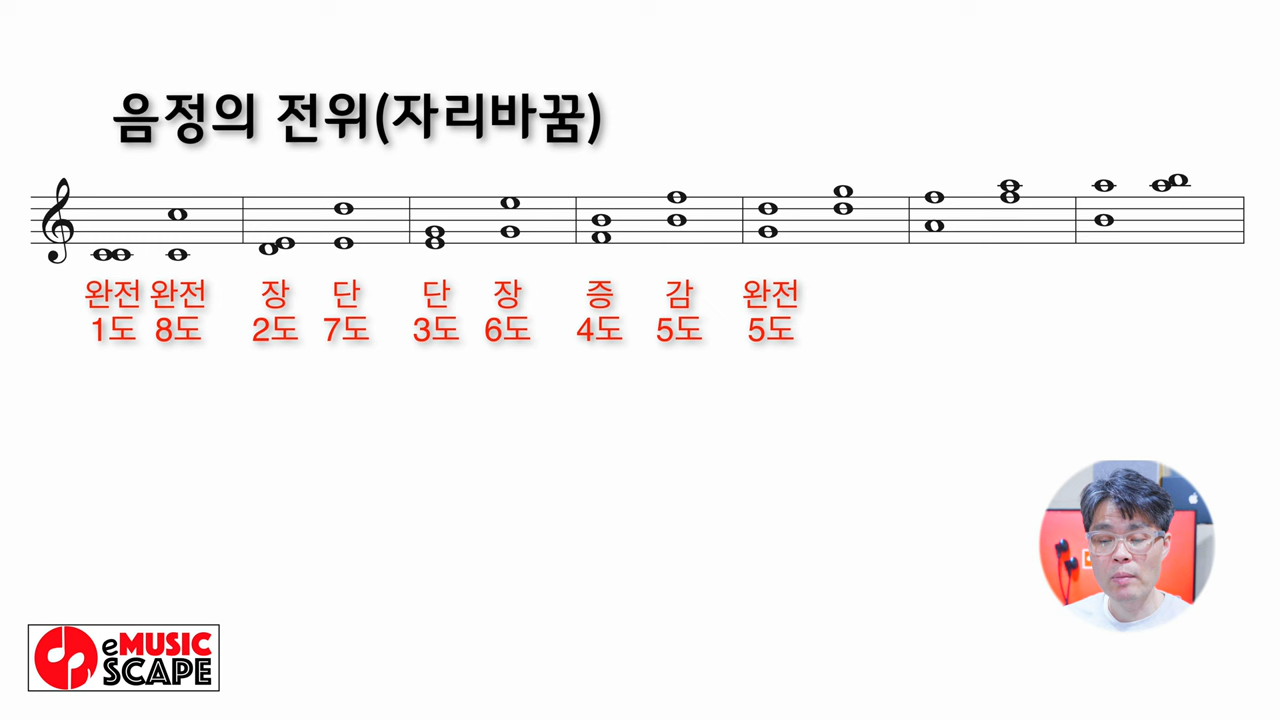 음정의 전위(자리바꿈)
완전 완전 장 단 단 장 증 감 완전
1도 8도 2도 7도 3도 6도 4도 5도 5도
eMUSIC
SCAPE